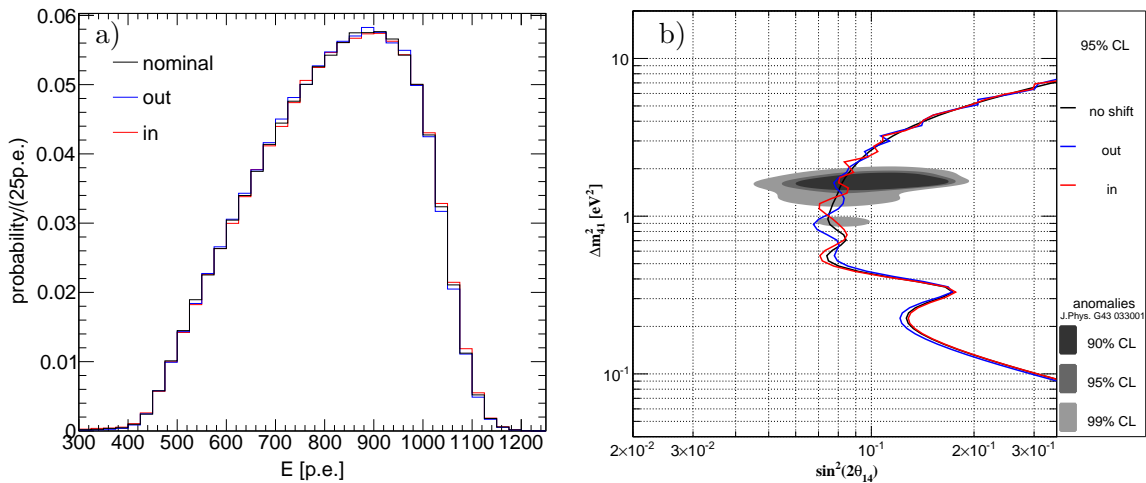 a)
nominal
out
in
probability/(25p.e.)
0.06
0.05
0.04
0.03
0.02
0.01
0
300 400 500 600 700 800 900 1000 1100 1200
E [p.e.]
b)
Δm²₄₁ [eV²]
10
1
10⁻¹
2×10⁻² 3×10⁻² 10⁻¹ 2×10⁻¹ 3×10⁻¹
sin²(2θ₁₄)
95% CL
no shift
out
in
anomalies
J.Phys. G43 033001
90% CL
95% CL
99% CL